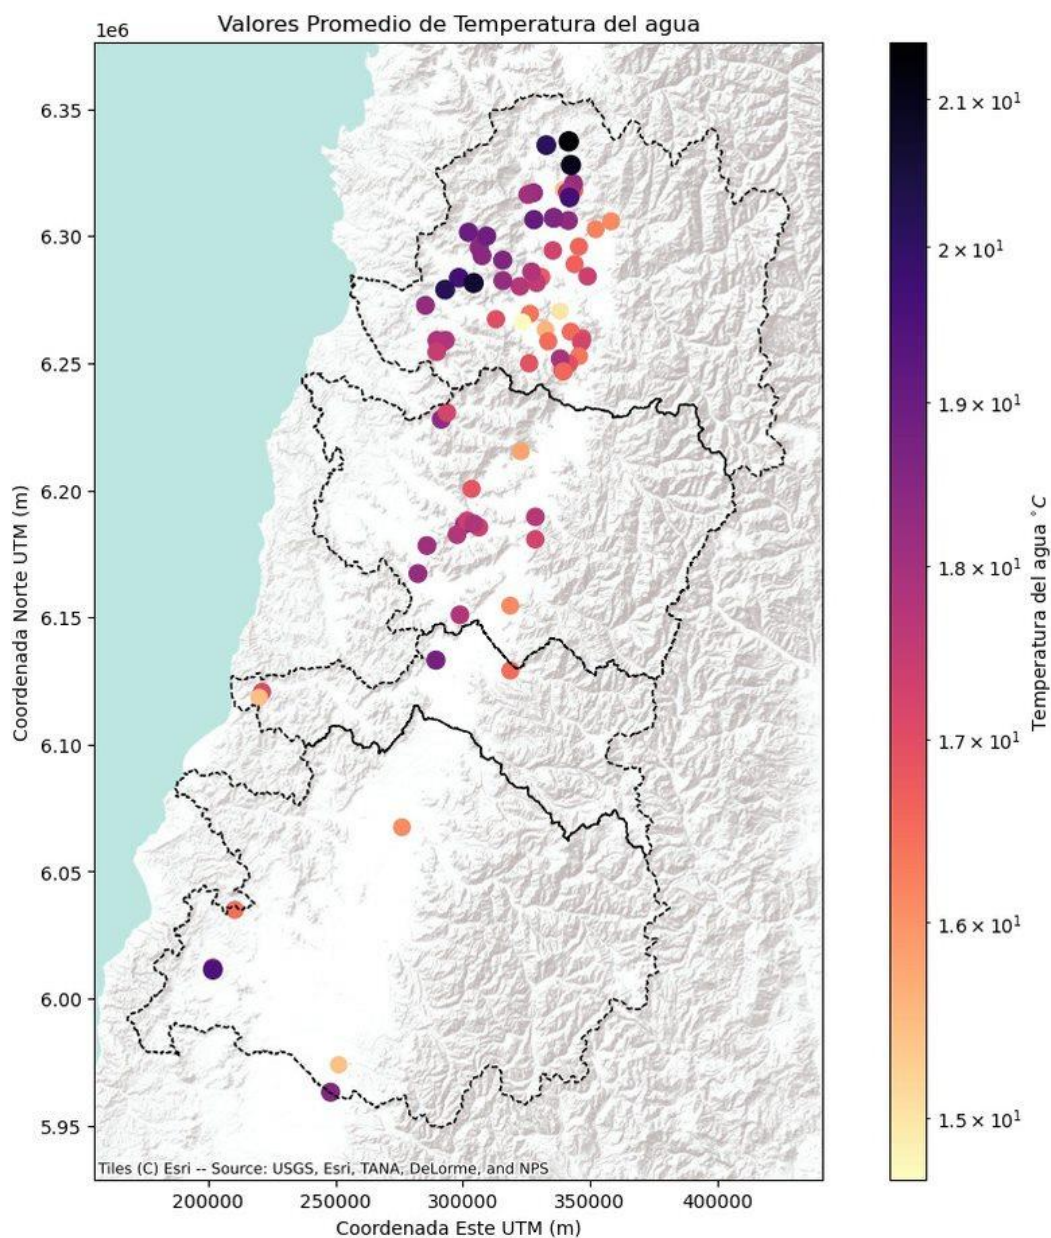 Valores Promedio de Temperatura del agua
1e6
6.35
6.30
6.25
6.20
6.15
6.10
6.05
6.00
5.95
Coordenada Norte UTM (m)
Tiles (C) Esri -- Source: USGS, Esri, TANA, DeLorme, and NPS
200000 250000 300000 350000 400000
Coordenada Este UTM (m)
2.1 × 10¹
2 × 10¹
1.9 × 10¹
1.8 × 10¹
1.7 × 10¹
1.6 × 10¹
1.5 × 10¹
Temperatura del agua °C